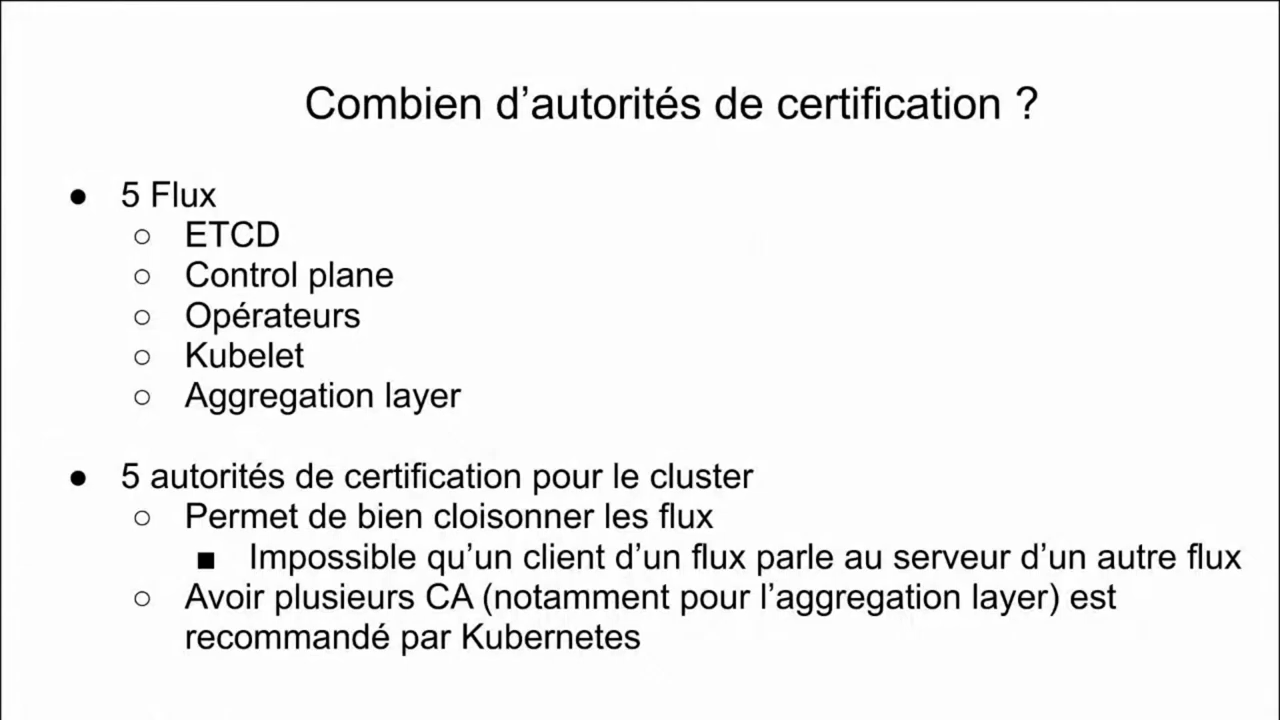 Combien d’autorités de certification ?
● 5 Flux
○ ETCD
○ Control plane
○ Opérateurs
○ Kubelet
○ Aggregation layer
● 5 autorités de certification pour le cluster
○ Permet de bien cloisonner les flux
■ Impossible qu’un client d’un flux parle au serveur d’un autre flux
○ Avoir plusieurs CA (notamment pour l’aggregation layer) est
recommandé par Kubernetes